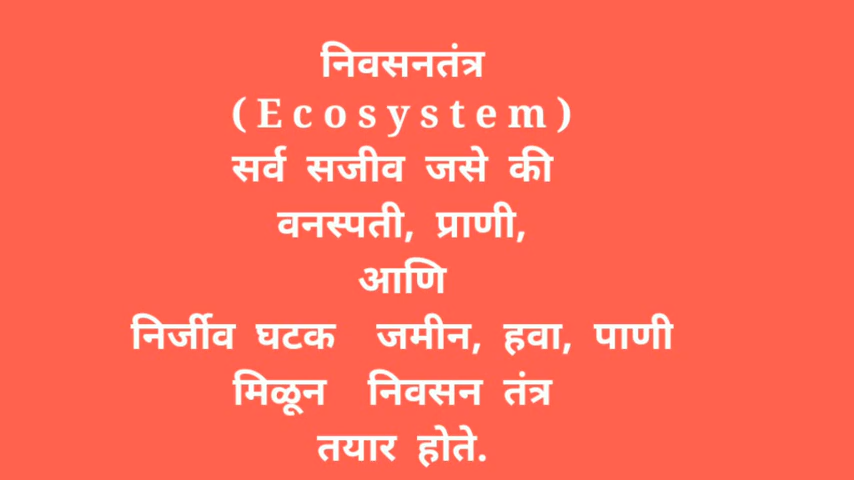 निवसनतंत्र
(Ecosystem)
सर्व सजीव जसे की
वनस्पती, प्राणी,
आणि
निर्जीव घटक जमीन, हवा, पाणी
मिळून निवसन तंत्र
तयार होते.